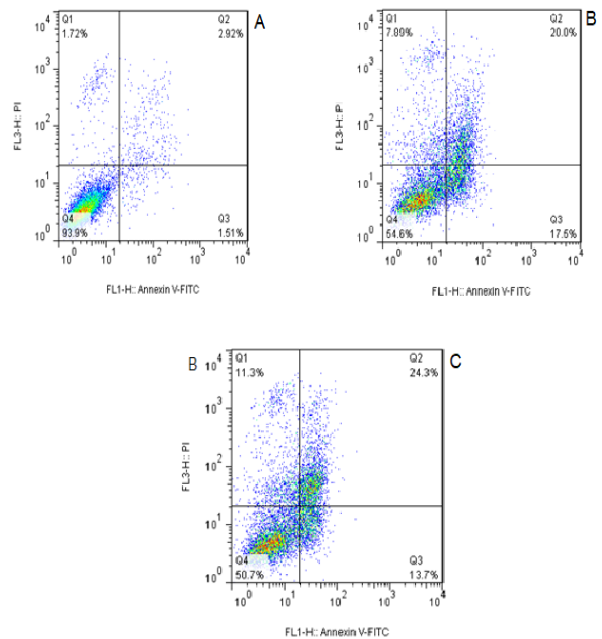 A
Q1
1.72%
Q2
2.92%
Q4
93.9%
Q3
1.51%
FL3-H:: PI
10^4
10^3
10^2
10^1
10^0
10^0 10^1 10^2 10^3 10^4
FL1-H:: Annexin V-FITC
B
Q1
Q2
20.0%
Q4
54.6%
Q3
17.5%
FL3-H:: PI
10^4
10^3
10^2
10^1
10^0
10^0 10^1 10^2 10^3 10^4
FL1-H:: Annexin V-FITC
B
C
Q1
11.3%
Q2
24.3%
Q4
50.7%
Q3
13.7%
FL3-H:: PI
10^4
10^3
10^2
10^1
10^0
10^0 10^1 10^2 10^3 10^4
FL1-H:: Annexin V-FITC